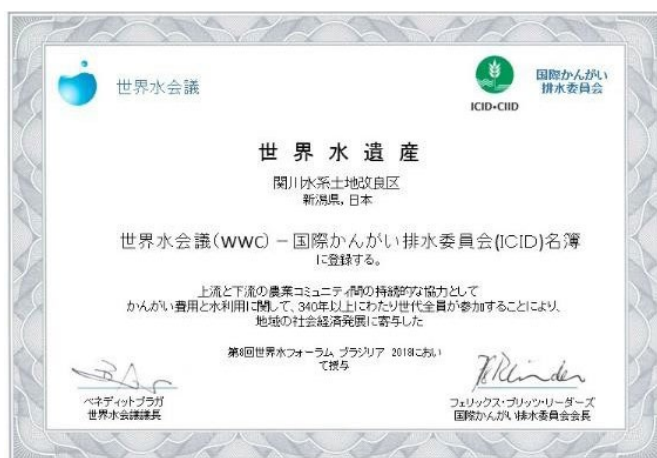 世界水会議
ICID•CIID
国際かんがい
排水委員会
世界水遺産
関川水系土地改良区
新潟県, 日本
世界水会議(WWC) – 国際かんがい排水委員会(ICID)名簿
に登録する。
上流と下流の農業コミュニティ間の持続的な協力として
かんがい費用と水利用に関して、340年以上にわたり世代全員が参加することにより、
地域の社会経済発展に寄与した
第8回世界水フォーラム ブラジリア 2018におい
て授与
ベネディットブラガ
世界水会議議長
フェリックス・ブリッツ・リーダーズ
国際かんがい排水委員会会長